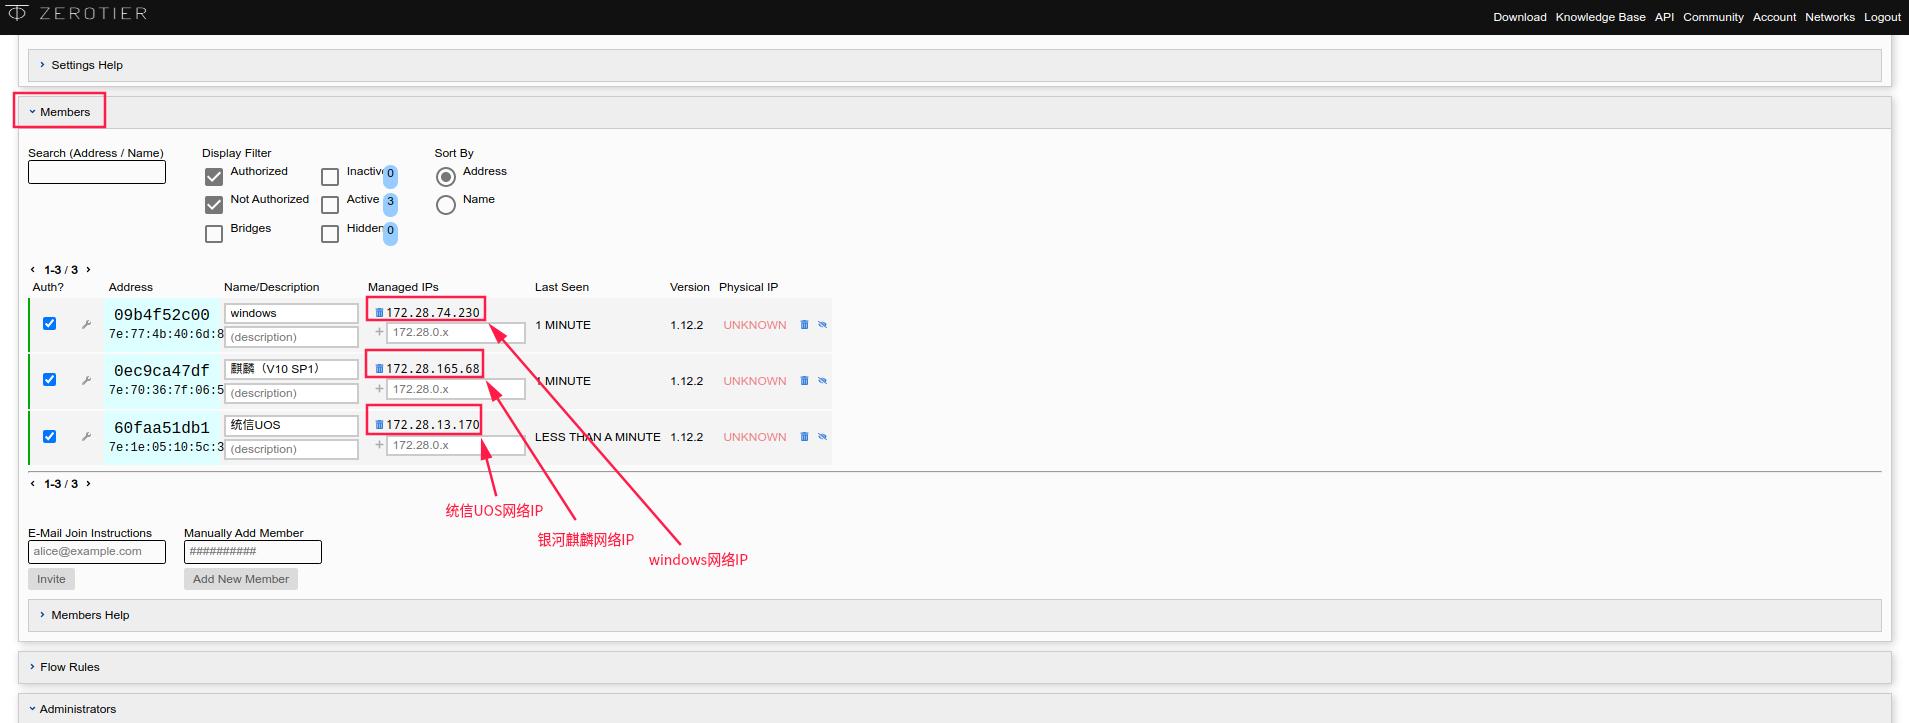 ZEROTIER
Download Knowledge Base API Community Account Networks Logout
Settings Help
Members
Search (Address / Name) Display Filter Sort By
Authorized Inactive 0 Address
Not Authorized Active 3 Name
Bridges Hidden 0
‹ 1-3 / 3 ›
Auth? Address Name/Description Managed IPs Last Seen Version Physical IP
09b4f52c00 windows 172.28.74.230
1 MINUTE 1.12.2 UNKNOWN
7e:77:4b:40:6d:8 (description) + 172.28.0.x
0ec9ca47df 麒麟（V10 SP1） 172.28.165.68
1 MINUTE 1.12.2 UNKNOWN
7e:70:36:7f:06:5 (description) + 172.28.0.x
60faa51db1 统信UOS 172.28.13.170
LESS THAN A MINUTE 1.12.2 UNKNOWN
7e:1e:05:10:5c:3 (description) + 172.28.0.x
‹ 1-3 / 3 ›
统信UOS网络IP
银河麒麟网络IP
windows网络IP
E-Mail Join Instructions Manually Add Member
alice@example.com ##########
Invite Add New Member
Members Help
Flow Rules
Administrators